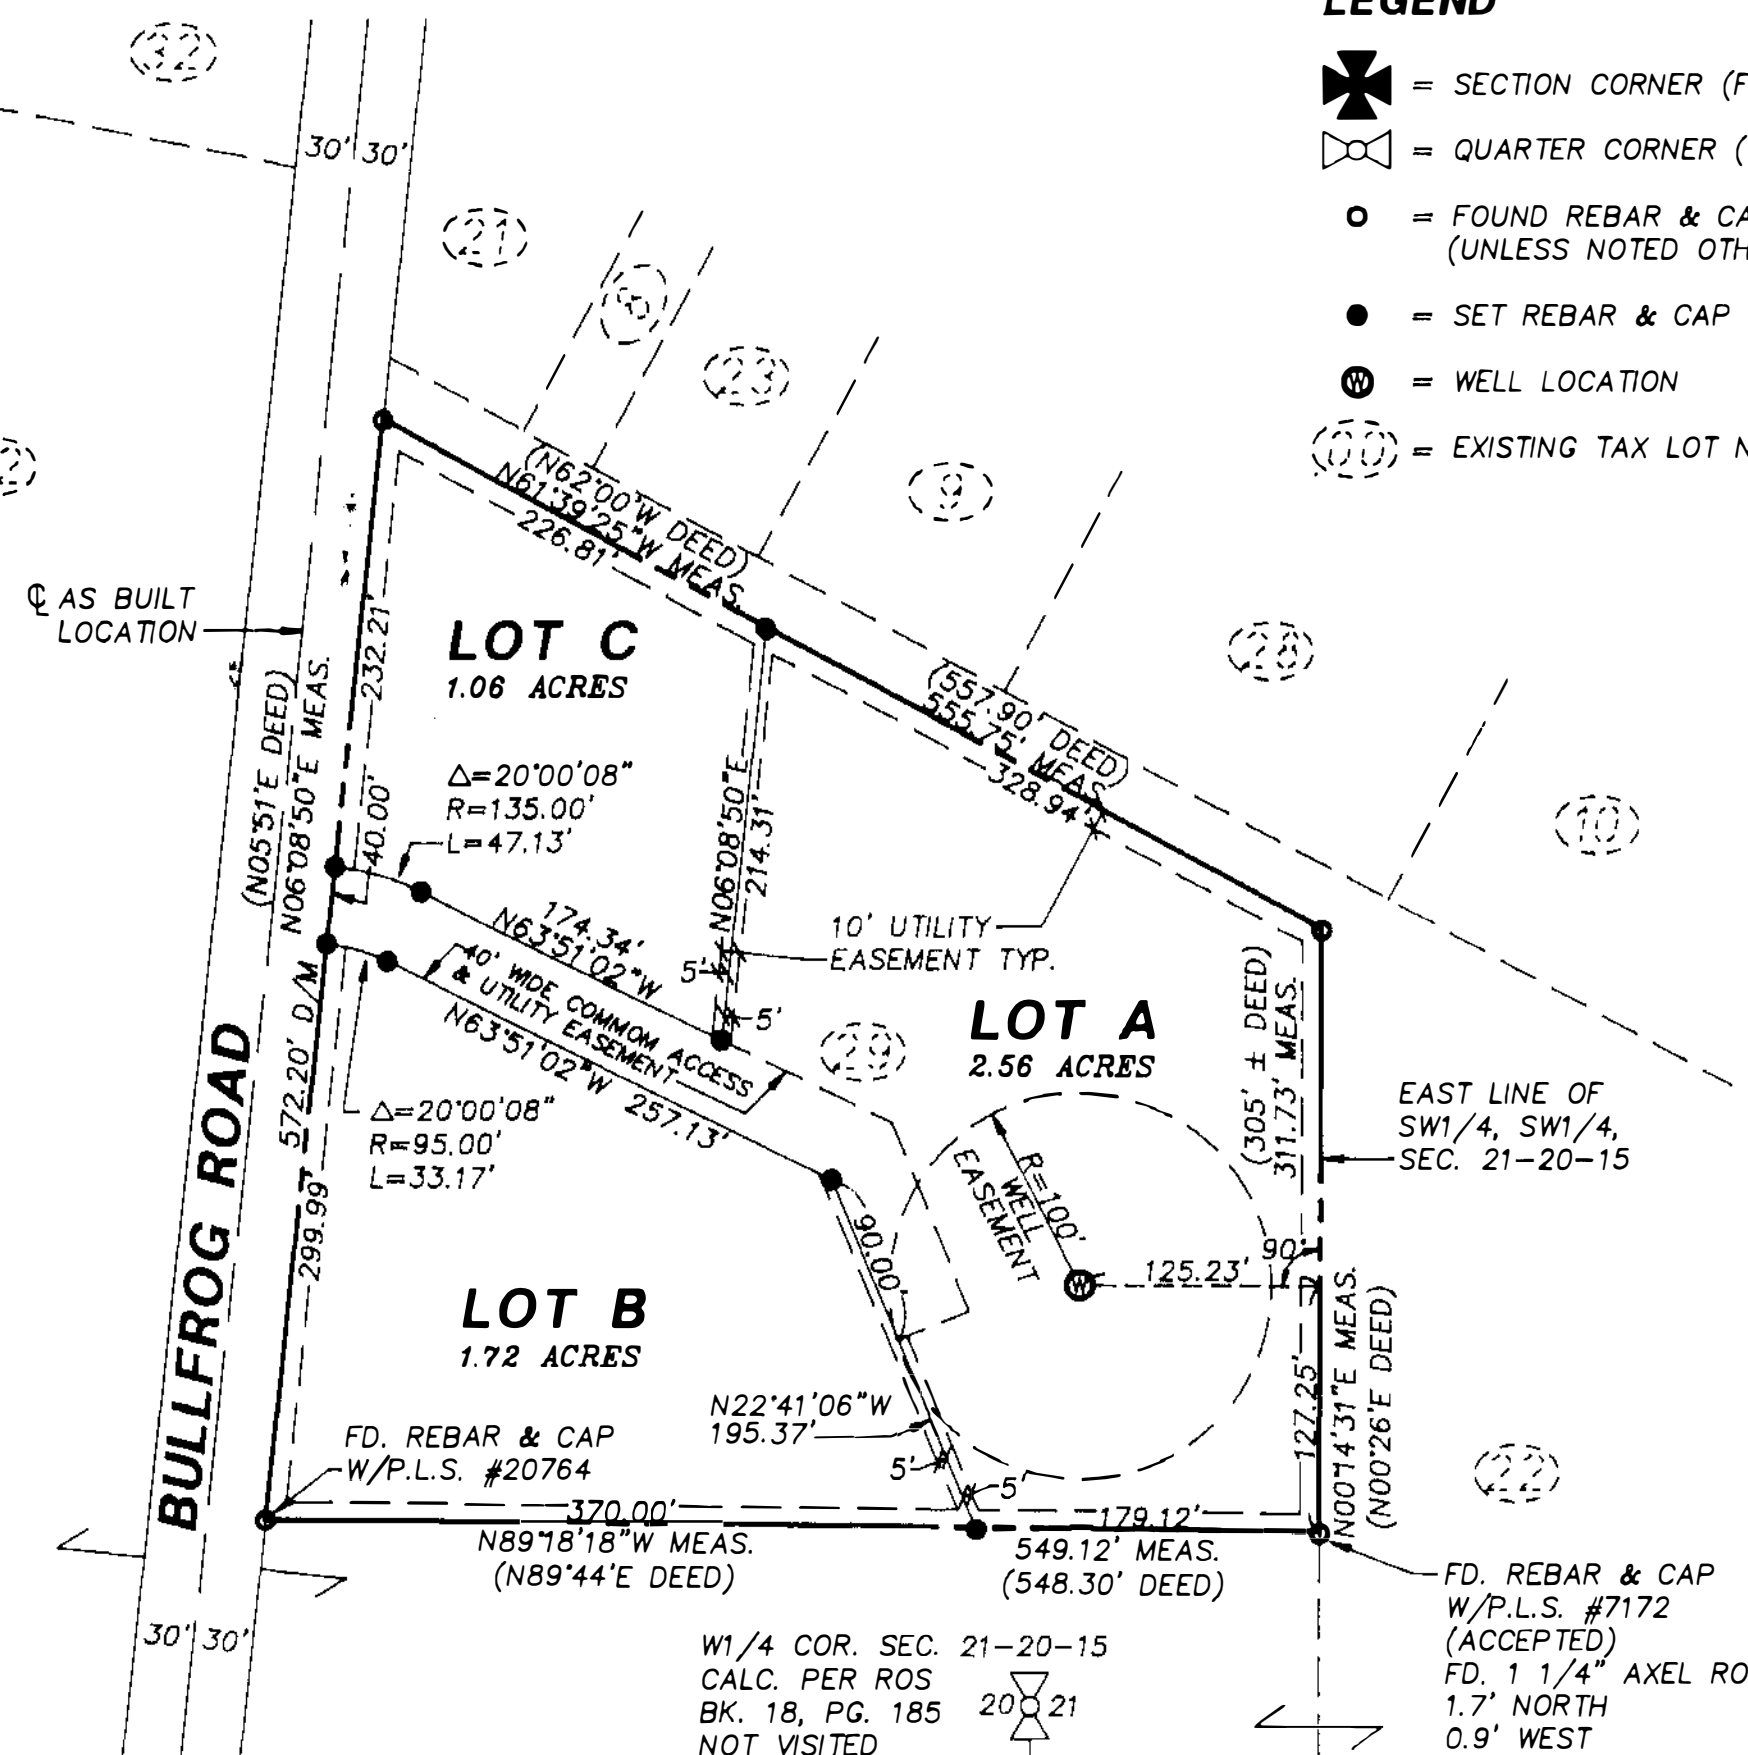 LEGEND
= SECTION CORNER (F
= QUARTER CORNER (
= FOUND REBAR & CA
(UNLESS NOTED OTH
= SET REBAR & CAP
W = WELL LOCATION
00 = EXISTING TAX LOT N
32
30' 30'
21
8
23
9
28
10
(N62°00'W DEED)
N61°39'25"W MEAS.
226.81'
℄ AS BUILT
LOCATION
LOT C
1.06 ACRES
232.21'
(557.90' DEED)
555.75' MEAS.
328.94'
Δ=20°00'08"
R=135.00'
L=47.13'
40.00'
(N05°51'E DEED)
N06°08'50"E MEAS.
N06°08'50"E
214.31'
174.34'
N63°51'02"W
10' UTILITY
EASEMENT TYP.
5'
5'
40' WIDE COMMOM ACCESS
& UTILITY EASEMENT
N63°51'02"W 257.13'
29
LOT A
2.56 ACRES
(305' ± DEED)
311.73' MEAS.
EAST LINE OF
SW1/4, SW1/4,
SEC. 21-20-15
572.20' D/M
Δ=20°00'08"
R=95.00'
L=33.17'
BULLFROG ROAD
299.99'
90.00'
R=100'
WELL
EASEMENT
W
125.23'
90°
LOT B
1.72 ACRES
127.25'
N00°14'31"E MEAS.
(N00°26'E DEED)
N22°41'06"W
195.37'
5'
5'
22
FD. REBAR & CAP
W/P.L.S. #20764
370.00'
179.12'
N89°18'18"W MEAS.
(N89°44'E DEED)
549.12' MEAS.
(548.30' DEED)
30' 30'
FD. REBAR & CAP
W/P.L.S. #7172
(ACCEPTED)
FD. 1 1/4" AXEL RO
1.7' NORTH
0.9' WEST
W1/4 COR. SEC. 21-20-15
CALC. PER ROS
BK. 18, PG. 185
NOT VISITED
20 21